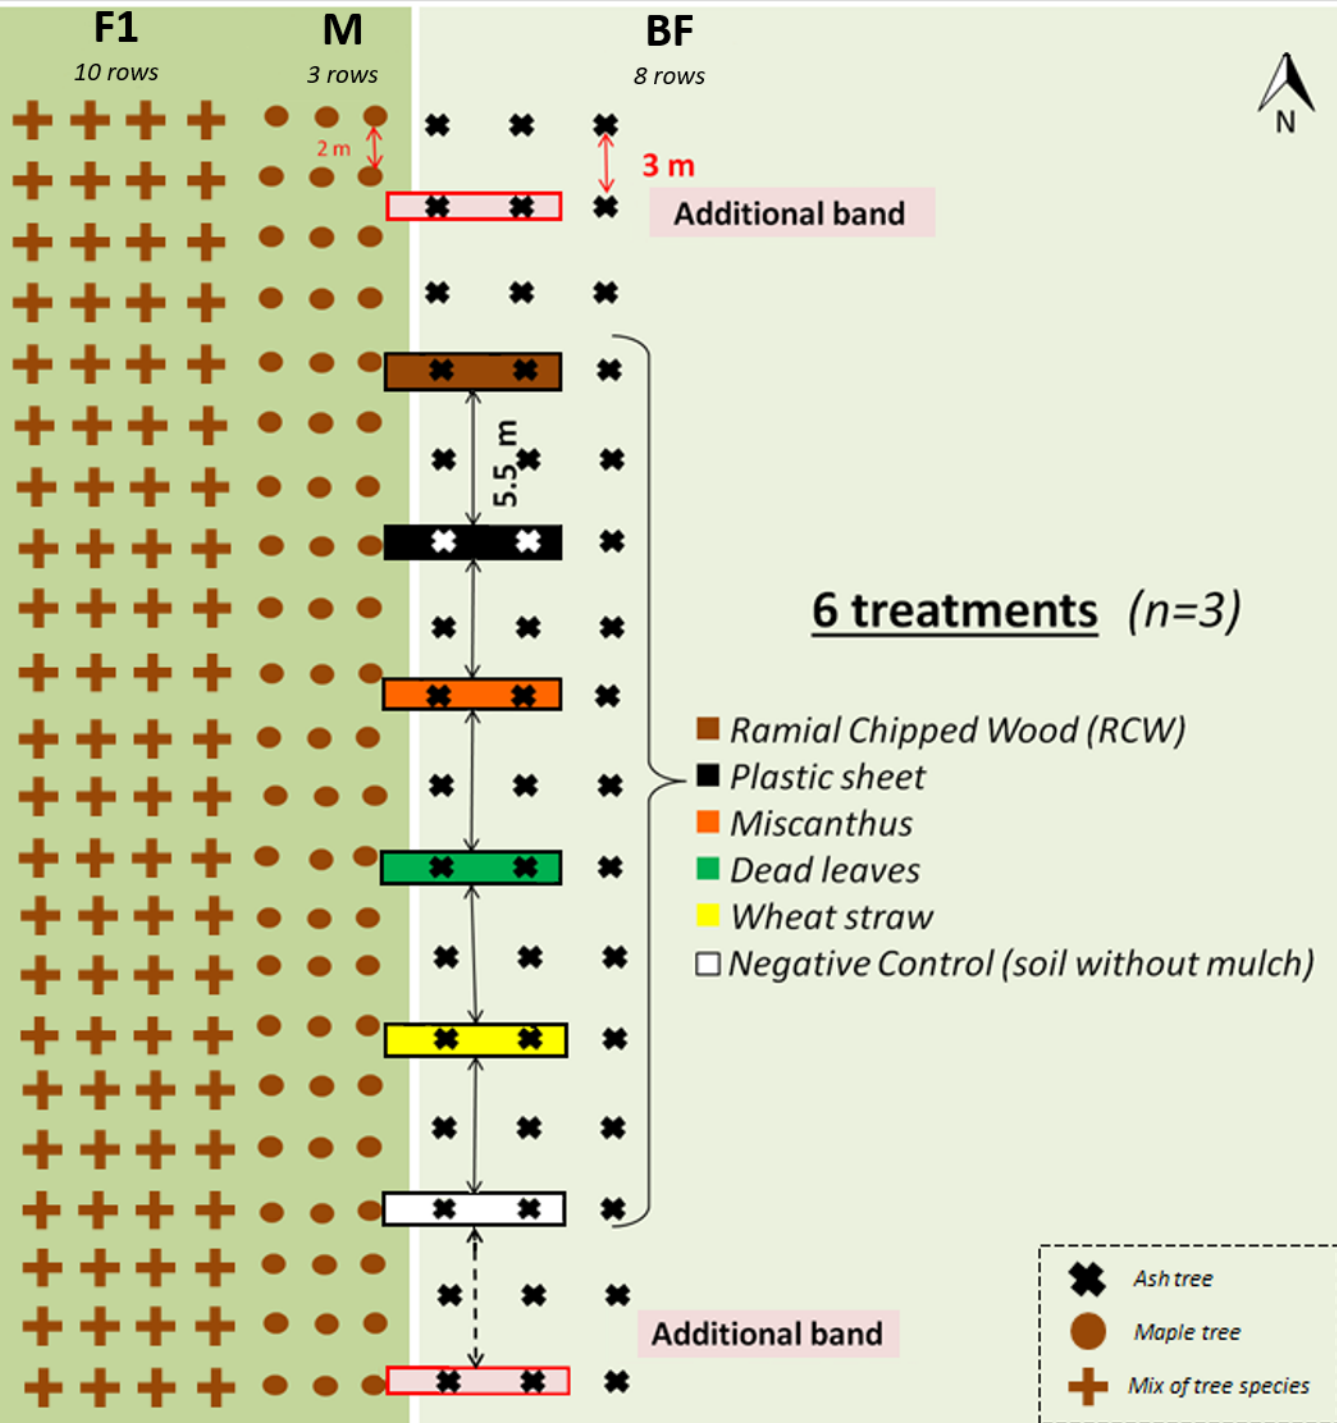 F1
M
BF
10 rows
3 rows
8 rows
N
2 m
3 m
Additional band
5.5 m
6 treatments (n=3)
Ramial Chipped Wood (RCW)
Plastic sheet
Miscanthus
Dead leaves
Wheat straw
Negative Control (soil without mulch)
Additional band
Ash tree
Maple tree
Mix of tree species